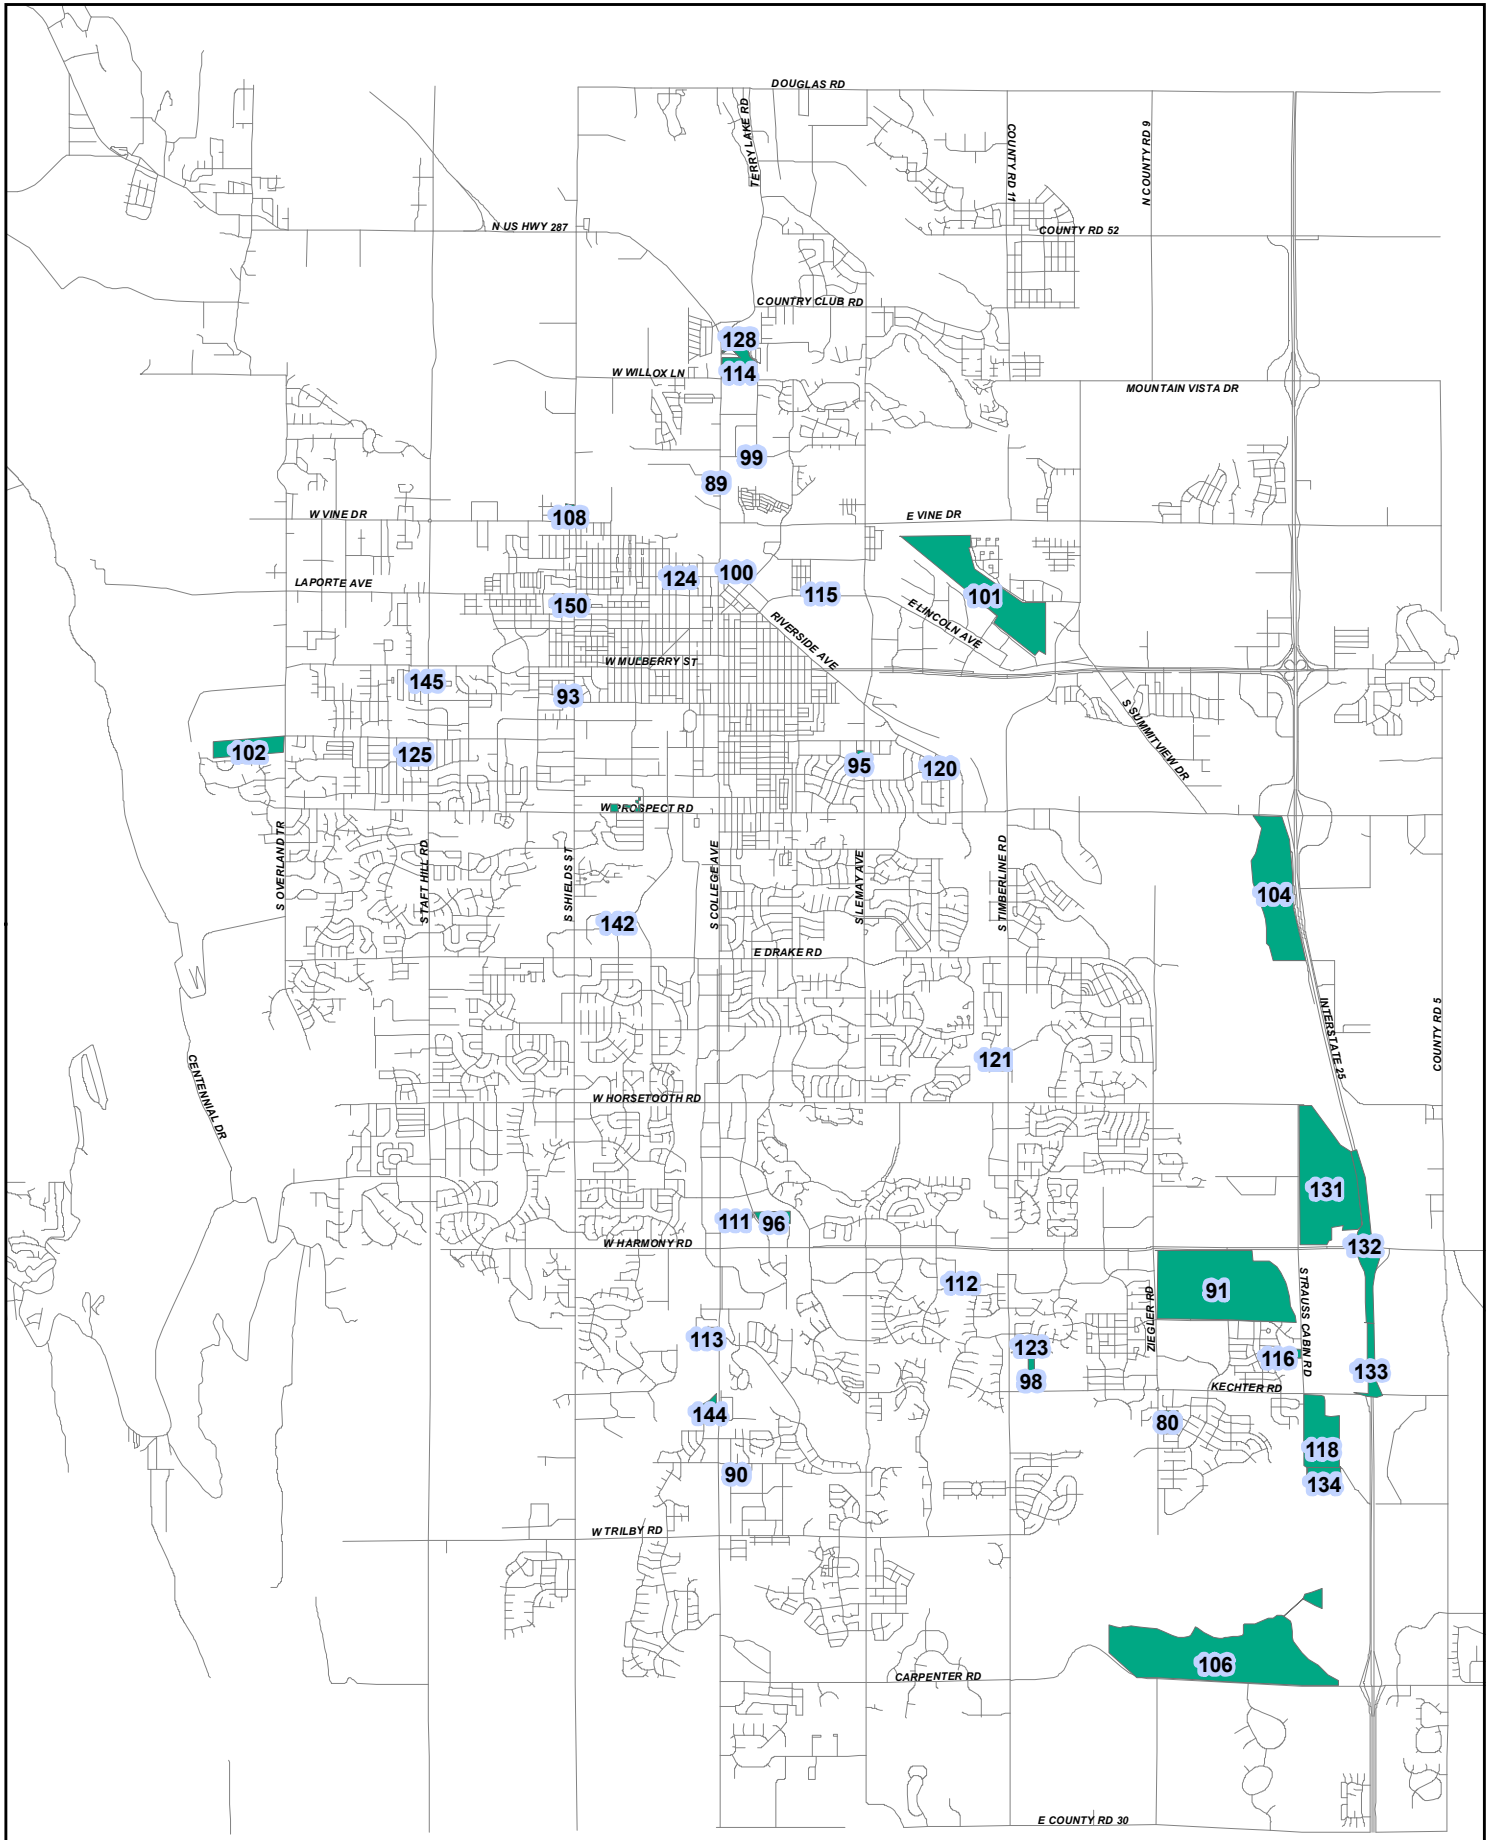 DOUGLAS RD
TERRY LAKE RD
COUNTY RD 11
N COUNTY RD 9
N US HWY 287
COUNTY RD 52
COUNTRY CLUB RD
128
W WILLOX LN
114
MOUNTAIN VISTA DR
99
89
W VINE DR
108
E VINE DR
LAPORTE AVE
124
100
115
101
150
E LINCOLN AVE
RIVERSIDE AVE
W MULBERRY ST
145
93
S SUMMIT VIEW DR
102
125
95
120
W PROSPECT RD
S OVERLAND TR
S TAFT HILL RD
S SHIELDS ST
S COLLEGE AVE
S LEMAY AVE
S TIMBERLINE RD
104
142
E DRAKE RD
INTERSTATE 25
COUNTY RD 5
121
CENTENNIAL DR
W HORSETOOTH RD
131
111
96
W HARMONY RD
132
112
91
ZIEGLER RD
S STRAUSS CABIN RD
113
123
116
98
133
KECHTER RD
144
80
118
90
134
W TRILBY RD
106
CARPENTER RD
E COUNTY RD 30